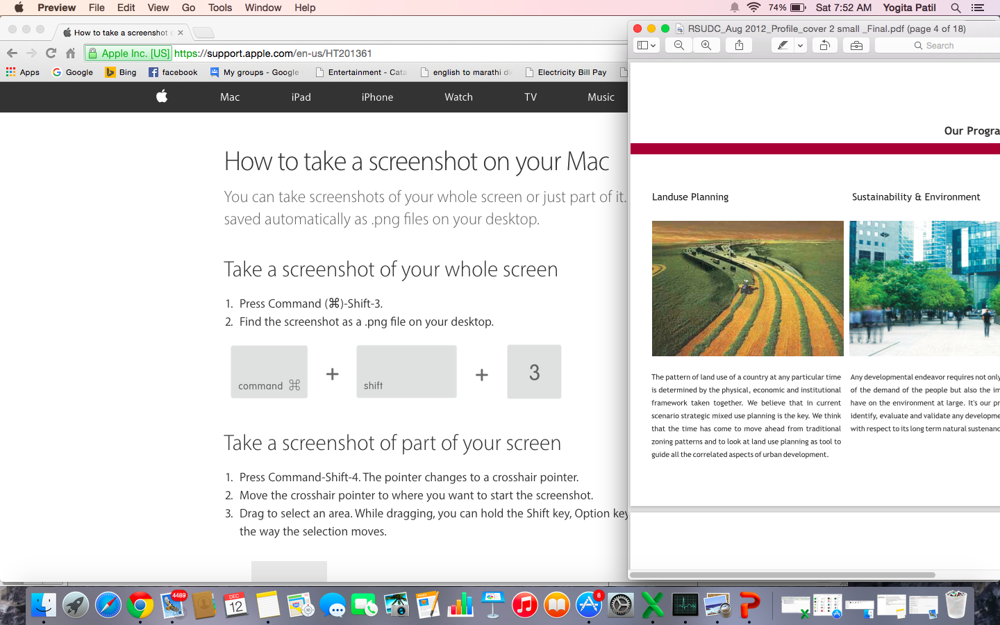 Preview File Edit View Go Tools Window Help 74% Sat 7:52 AM Yogita Patil
How to take a screenshot
Apple Inc. [US] https://support.apple.com/en-us/HT201361
Apps Google Bing facebook My groups - Google Entertainment - Cata english to marathi di Electricity Bill Pay
Mac iPad iPhone Watch TV Music
How to take a screenshot on your Mac
You can take screenshots of your whole screen or just part of it.
saved automatically as .png files on your desktop.
Take a screenshot of your whole screen
1. Press Command (⌘)-Shift-3.
2. Find the screenshot as a .png file on your desktop.
command ⌘ + shift + 3
Take a screenshot of part of your screen
1. Press Command-Shift-4. The pointer changes to a crosshair pointer.
2. Move the crosshair pointer to where you want to start the screenshot.
3. Drag to select an area. While dragging, you can hold the Shift key, Option key
the way the selection moves.
RSUDC_Aug 2012_Profile_cover 2 small _Final.pdf (page 4 of 18)
Search
Our Progra
Landuse Planning
The pattern of land use of a country at any particular time
is determined by the physical, economic and institutional
framework taken together. We believe that in current
scenario strategic mixed use planning is the key. We think
that the time has come to move ahead from traditional
zoning patterns and to look at land use planning as tool to
guide all the correlated aspects of urban development.
Sustainability & Environment
Any developmental endeavor requires not only
of the demand of the people but also the im
have on the environment at large. It's our pr
identify, evaluate and validate any developme
with respect to its long term natural sustenanc
4489
DEC
12
30
8